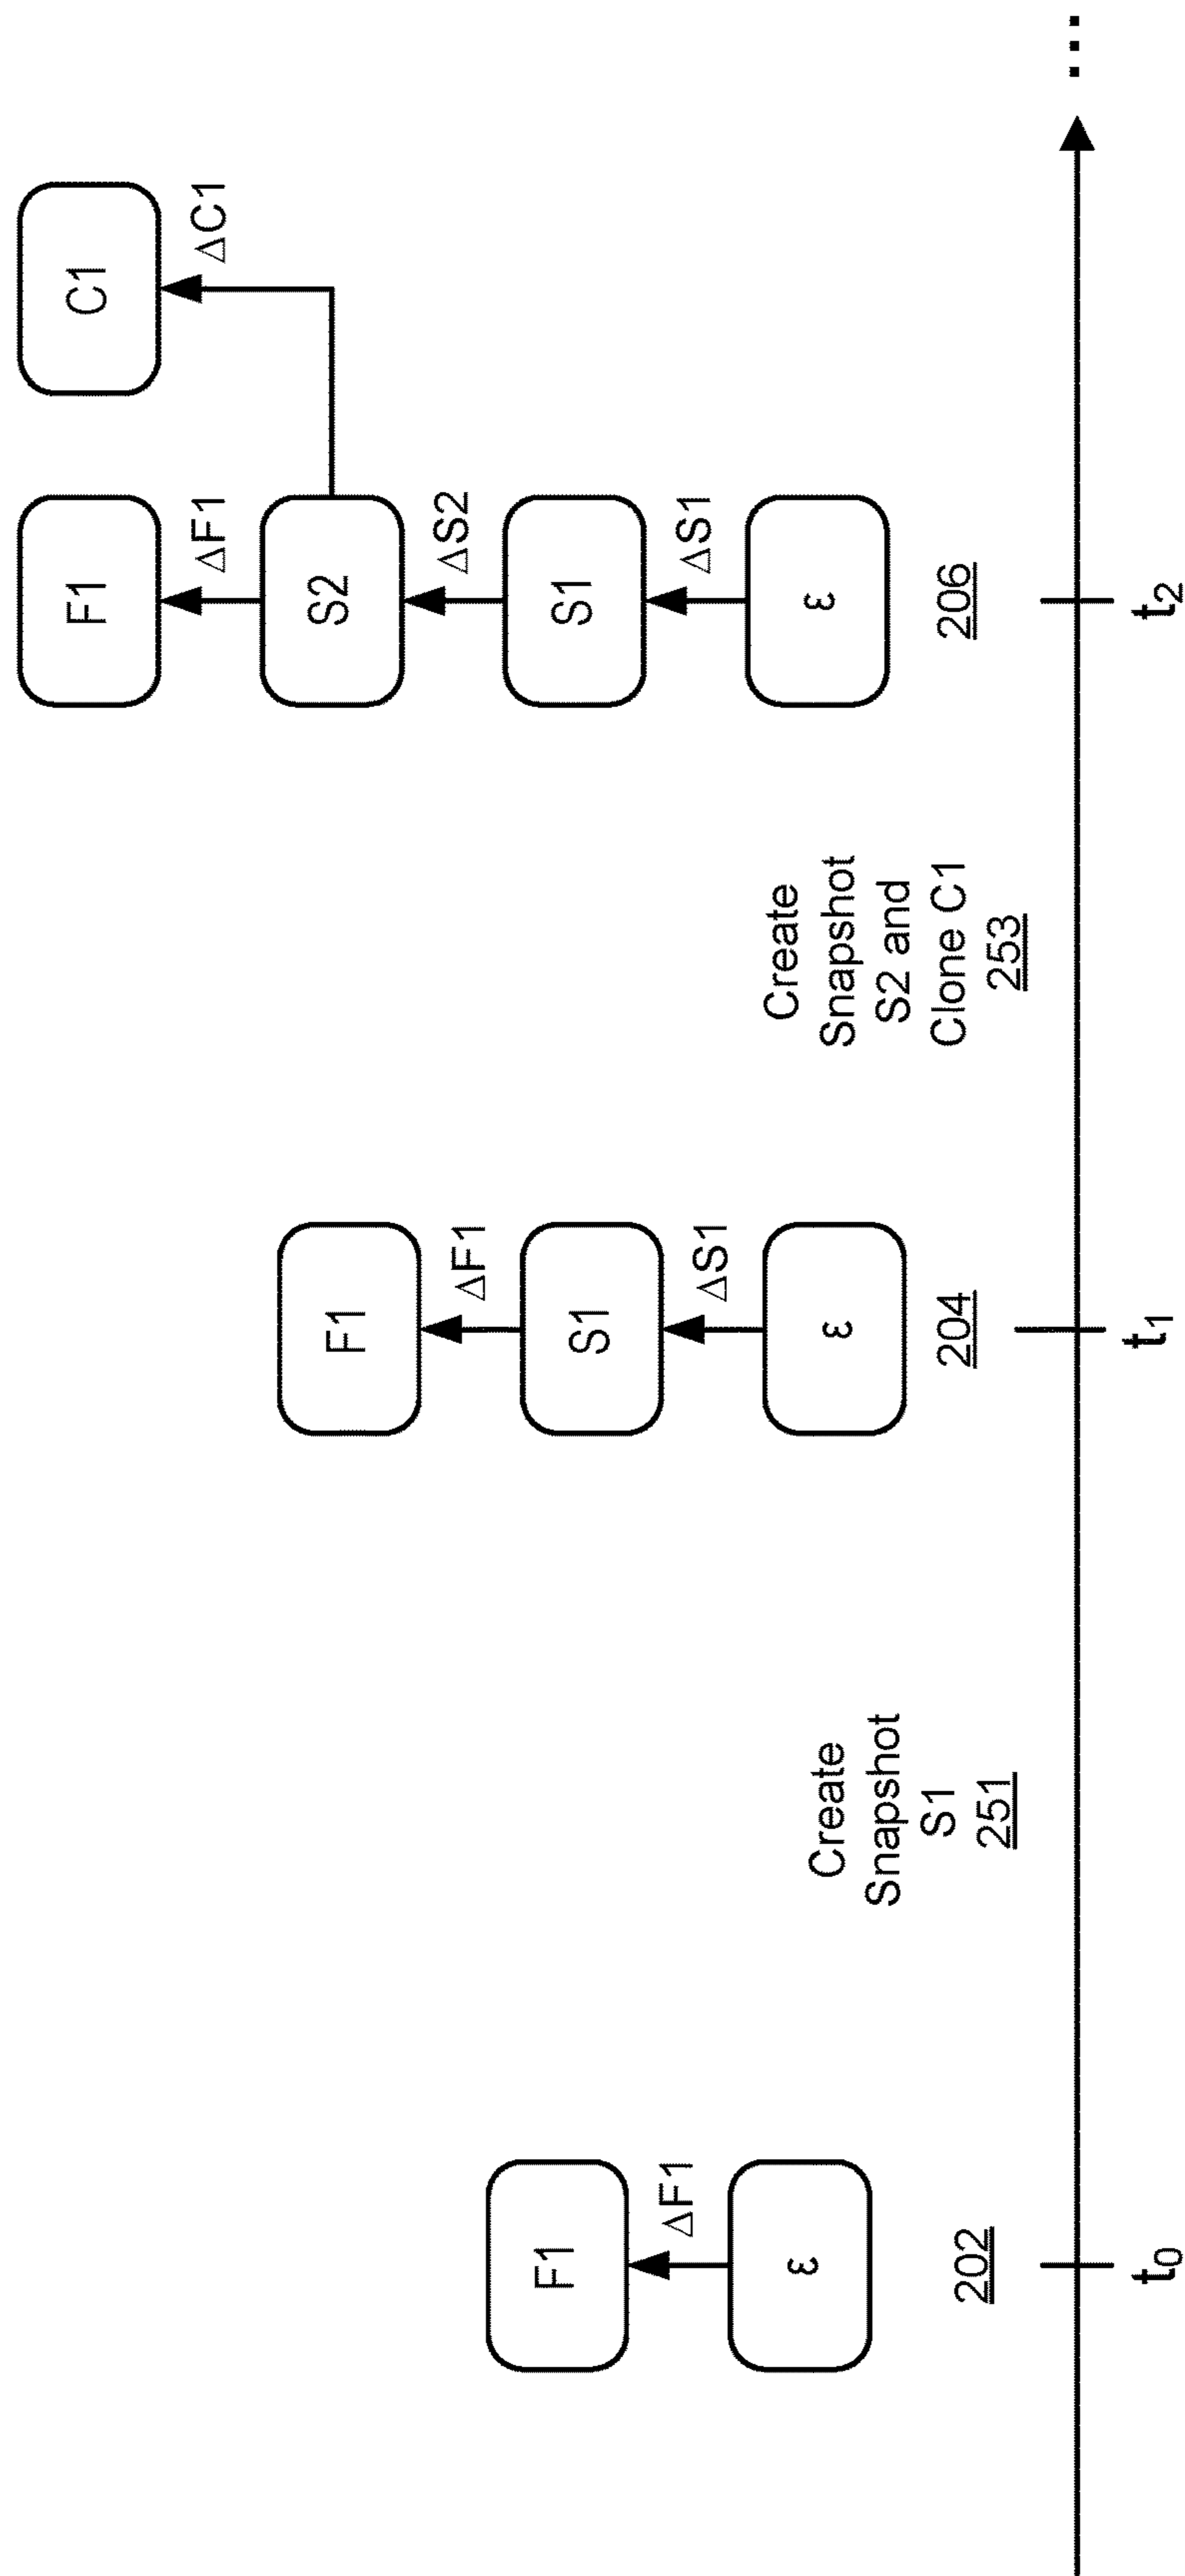 F1
ΔF1
ε
202
t0
Create
Snapshot
S1
251
F1
ΔF1
S1
ΔS1
ε
204
t1
Create
Snapshot
S2 and
Clone C1
253
F1
ΔF1
S2
ΔS2
S1
ΔS1
ε
206
t2
C1
ΔC1
...